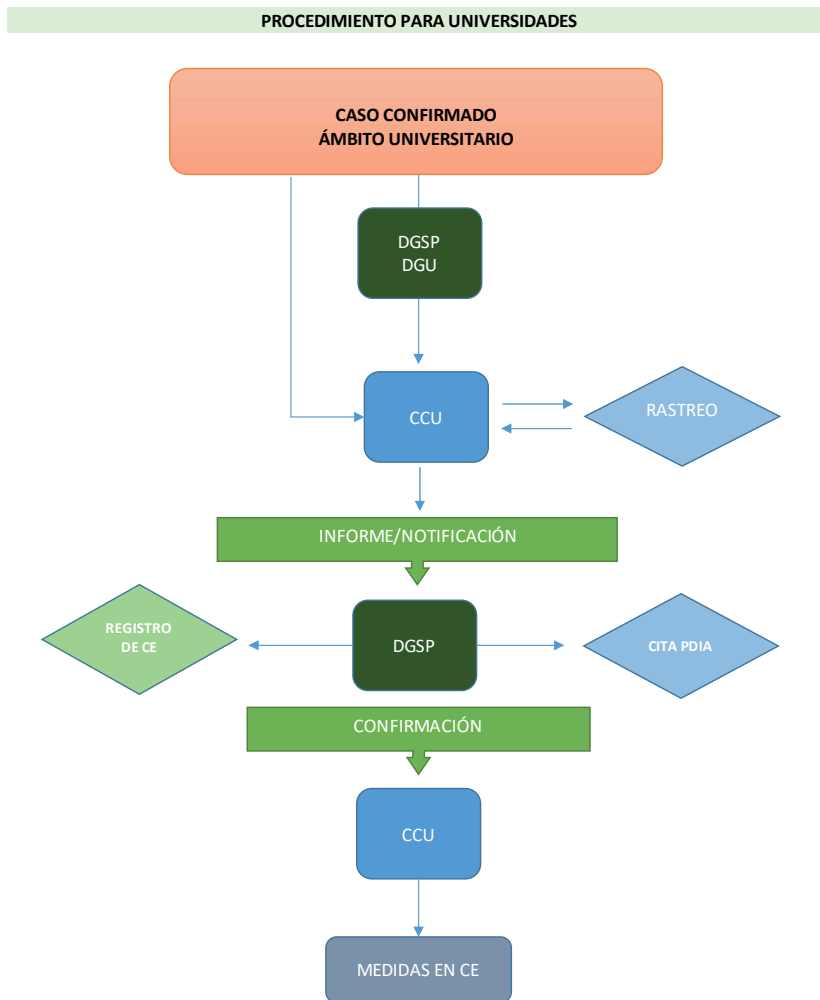 PROCEDIMIENTO PARA UNIVERSIDADES
CASO CONFIRMADO
ÁMBITO UNIVERSITARIO
DGSP
DGU
CCU
RASTREO
INFORME/NOTIFICACIÓN
REGISTRO
DE CE
DGSP
CITA PDIA
CONFIRMACIÓN
CCU
MEDIDAS EN CE